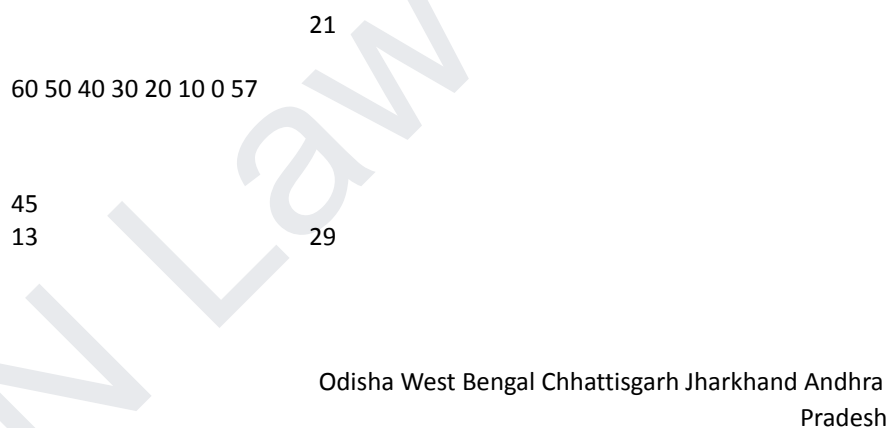 21
60 50 40 30 20 10 0 57
45
13 29
Odisha West Bengal Chhattisgarh Jharkhand Andhra
Pradesh
N Law